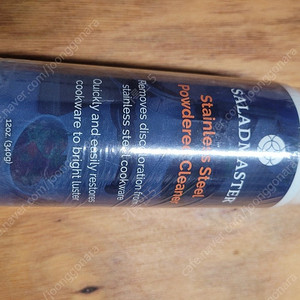 SALADMASTER
Stainless Steel
Powdered Cleaner
Removes discoloration from
stainless steel cookware
Quickly and easily restores
cookware to bright luster
12oz (340g)